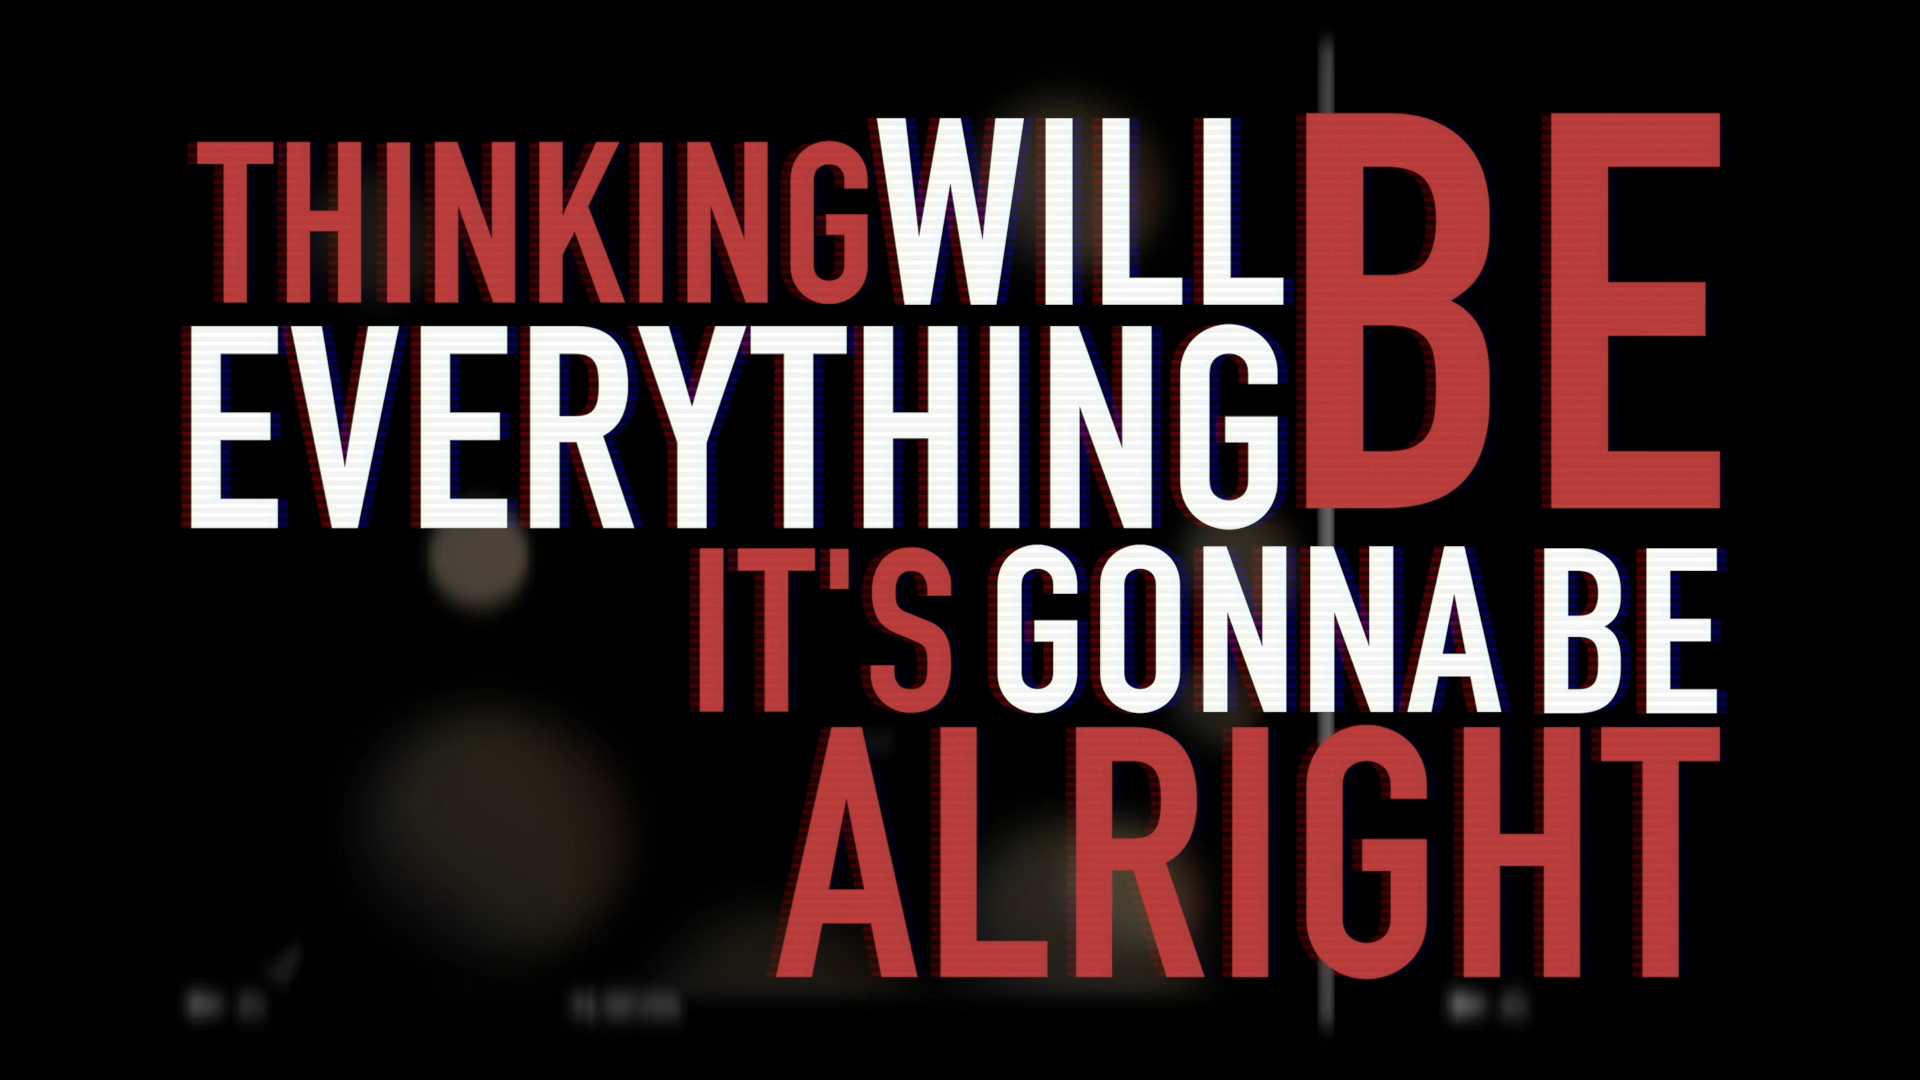 THINKING WILL BE
EVERYTHING
IT'S GONNA BE
ALRIGHT